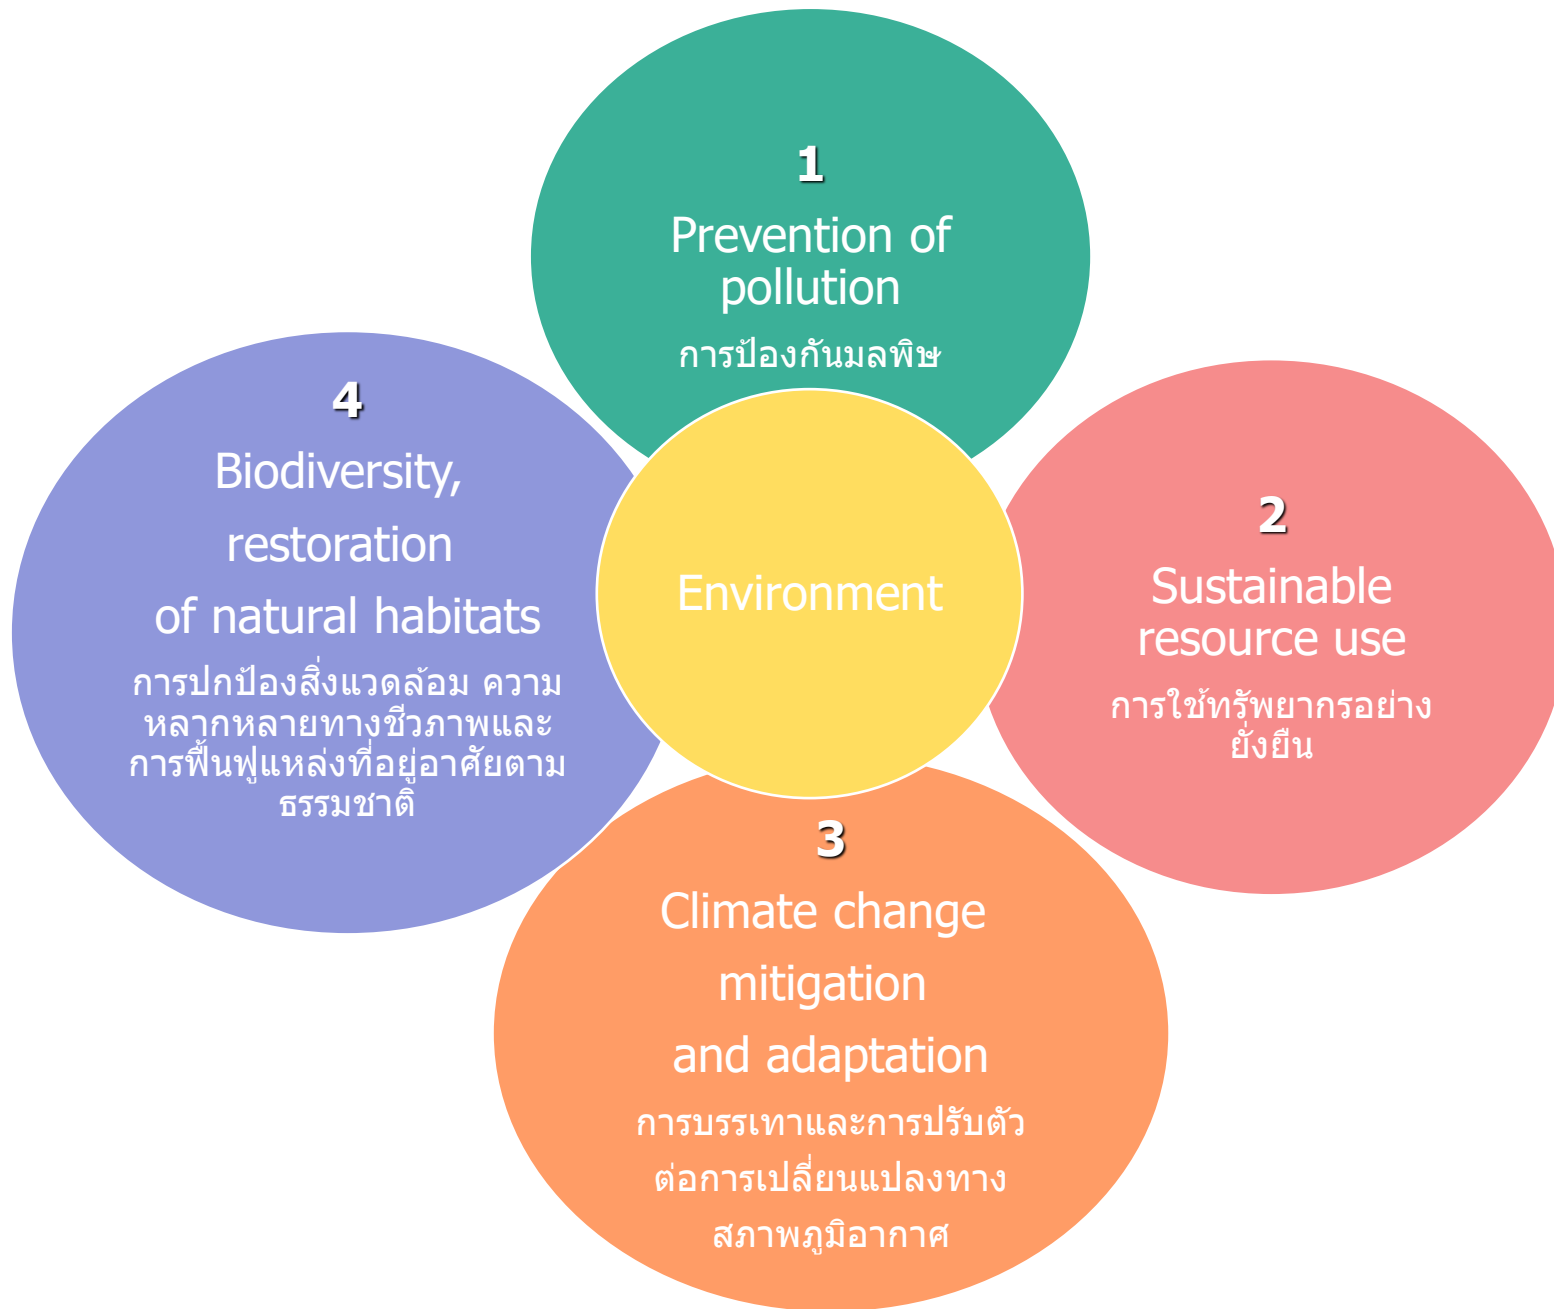 1
Prevention of
pollution
การป้องกันมลพิษ
4
Biodiversity,
restoration
of natural habitats
การปกป้องสิ่งแวดล้อม ความ
หลากหลายทางชีวภาพและ
การฟื้นฟูแหล่งที่อยู่อาศัยตาม
ธรรมชาติ
Environment
2
Sustainable
resource use
การใช้ทรัพยากรอย่าง
ยั่งยืน
3
Climate change
mitigation
and adaptation
การบรรเทาและการปรับตัว
ต่อการเปลี่ยนแปลงทาง
สภาพภูมิอากาศ